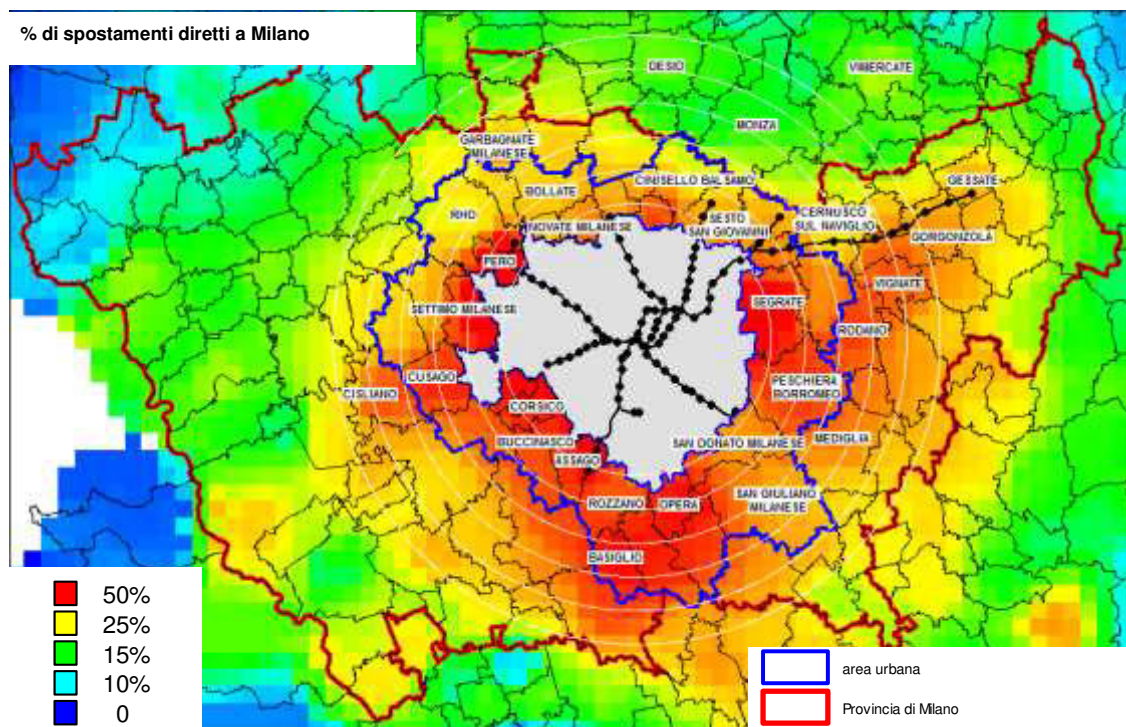 % di spostamenti diretti a Milano
DESIO
VIMERCATE
MONZA
GARBAGNATE
MILANESE
CINISELLO BALSAMO
GESSATE
BOLLATE
RHO
CERNUSCO
SUL NAVIGLIO
SESTO
SAN GIOVANNI
NOVATE MILANESE
GORGONZOLA
PERO
VIGNATE
SEGRATE
SETTIMO MILANESE
RODANO
CUSAGO
PESCHIERA
BORROMEO
CISLIANO
CORSICO
MEDIGLIA
BUCCINASCO
SAN DONATO MILANESE
ASSAGO
SAN GIULIANO
MILANESE
ROZZANO
OPERA
BASIGLIO
50%
25%
15%
10%
0
area urbana
Provincia di Milano